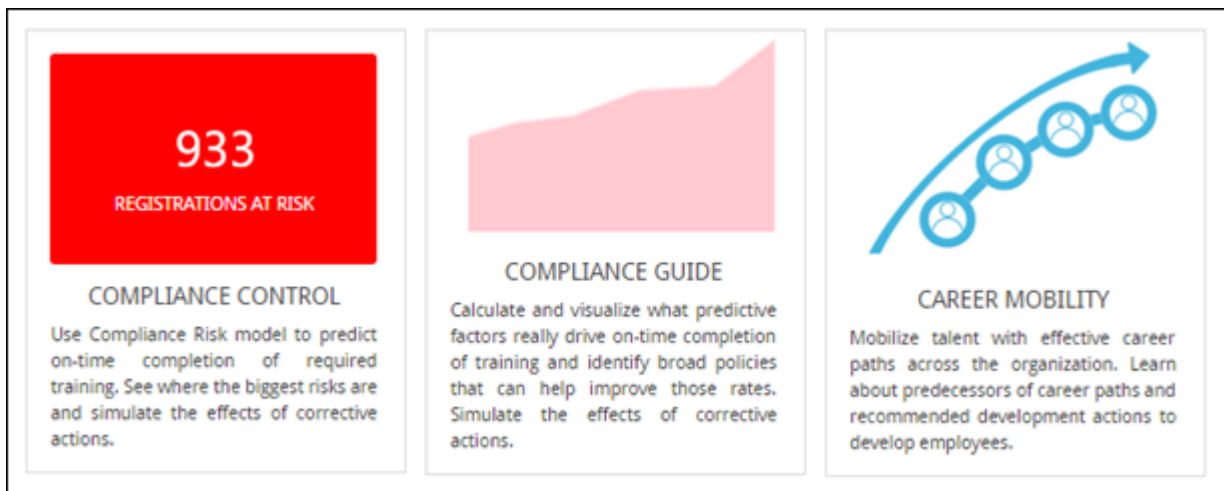 933
REGISTRATIONS AT RISK
COMPLIANCE CONTROL
Use Compliance Risk model to predict
on-time completion of required
training. See where the biggest risks are
and simulate the effects of corrective
actions.
COMPLIANCE GUIDE
Calculate and visualize what predictive
factors really drive on-time completion
of training and identify broad policies
that can help improve those rates.
Simulate the effects of corrective
actions.
CAREER MOBILITY
Mobilize talent with effective career
paths across the organization. Learn
about predecessors of career paths and
recommended development actions to
develop employees.